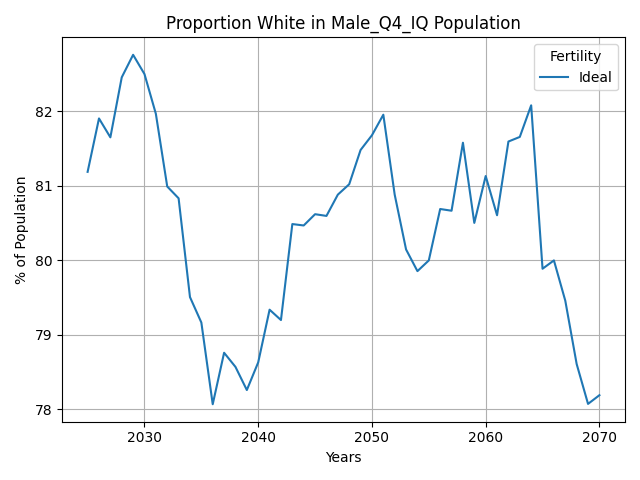 Proportion White in Male_Q4_IQ Population
Fertility
Ideal
82
81
80
79
78
% of Population
2030
2040
2050
2060
2070
Years